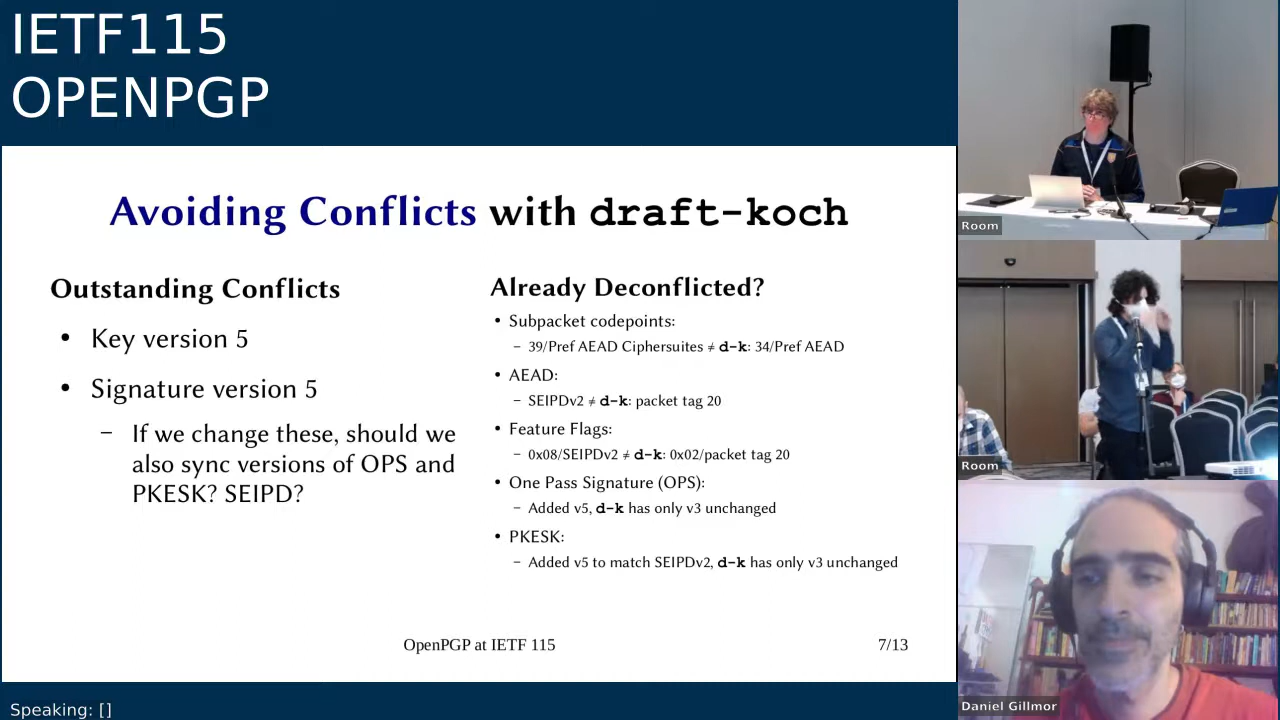 IETF115
OPENPGP
Avoiding Conflicts with draft-koch
Outstanding Conflicts
• Key version 5
• Signature version 5
– If we change these, should we
also sync versions of OPS and
PKESK? SEIPD?
Already Deconflicted?
• Subpacket codepoints:
– 39/Pref AEAD Ciphersuites ≠ d-k: 34/Pref AEAD
• AEAD:
– SEIPDv2 ≠ d-k: packet tag 20
• Feature Flags:
– 0x08/SEIPDv2 ≠ d-k: 0x02/packet tag 20
• One Pass Signature (OPS):
– Added v5, d-k has only v3 unchanged
• PKESK:
– Added v5 to match SEIPDv2, d-k has only v3 unchanged
OpenPGP at IETF 115
7/13
Speaking: []
Room
Room
Daniel Gillmor